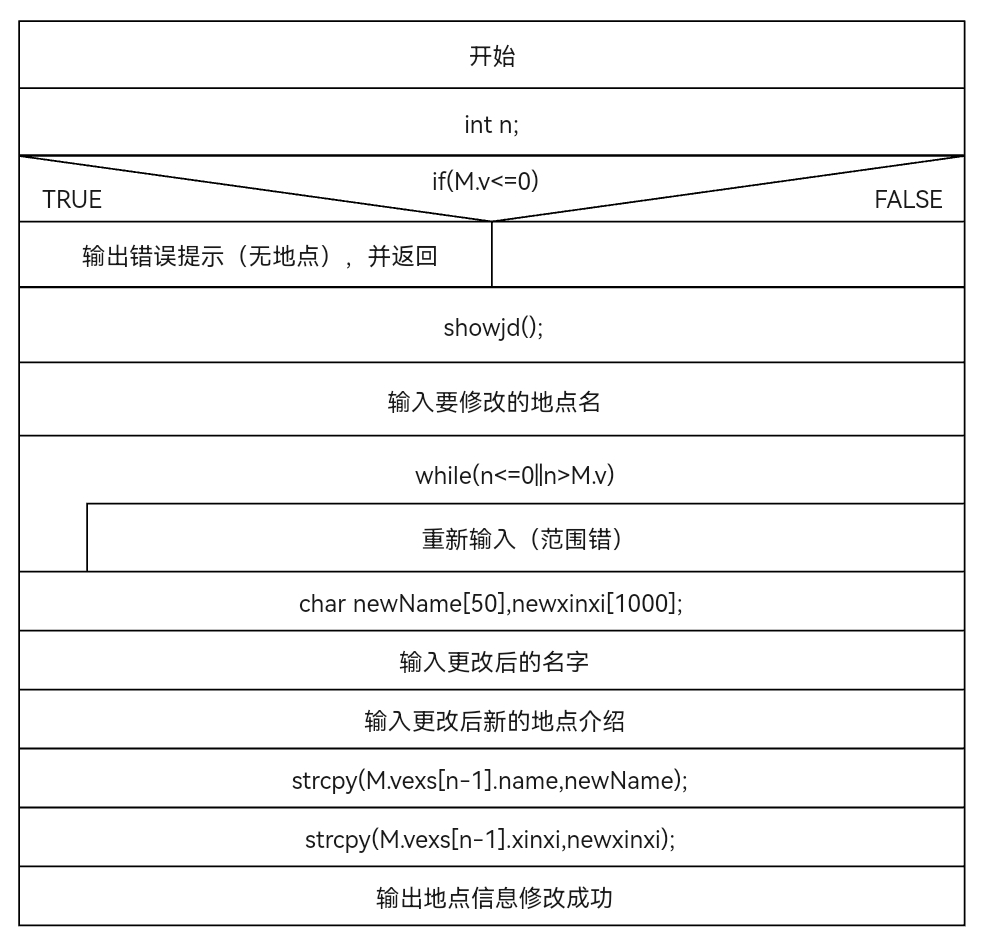 开始
int n;
if(M.v<=0)
TRUE
FALSE
输出错误提示（无地点），并返回
showjd();
输入要修改的地点名
while(n<=0||n>M.v)
重新输入（范围错）
char newName[50],newxinxi[1000];
输入更改后的名字
输入更改后新的地点介绍
strcpy(M.vexs[n-1].name,newName);
strcpy(M.vexs[n-1].xinxi,newxinxi);
输出地点信息修改成功